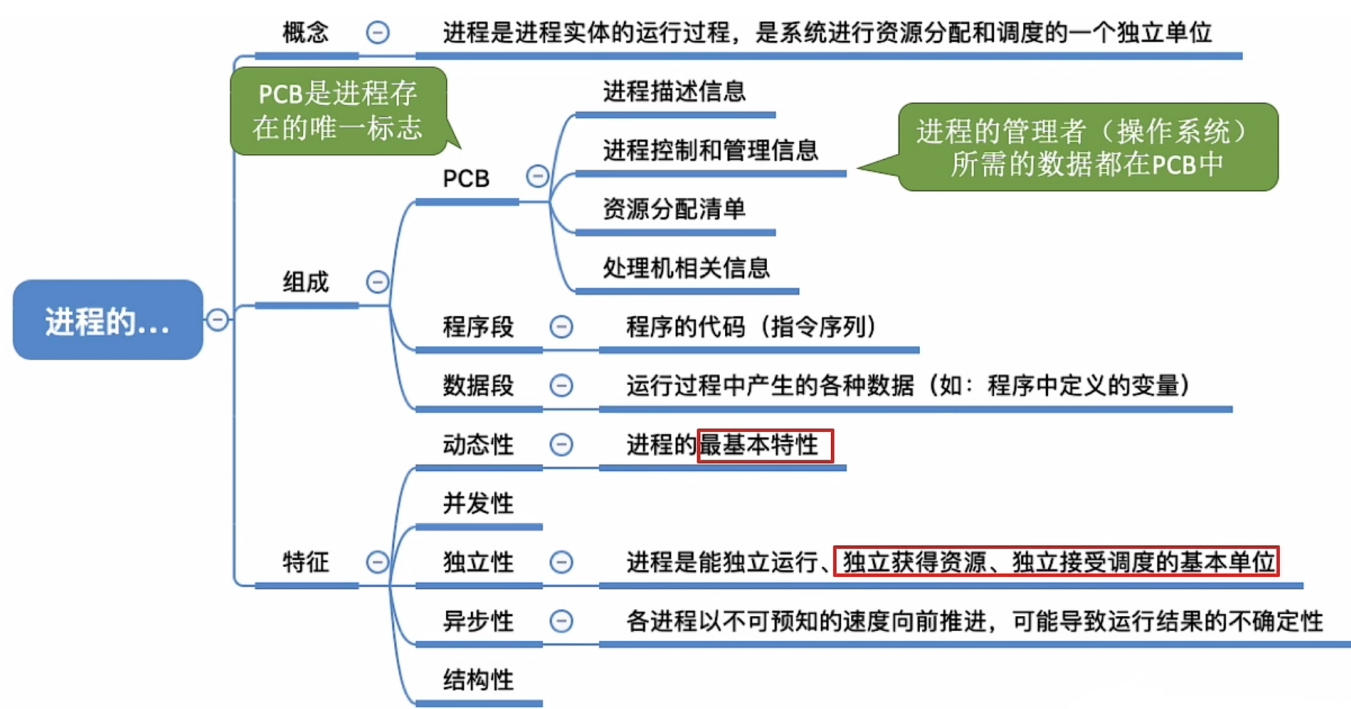 概念
进程是进程实体的运行过程，是系统进行资源分配和调度的一个独立单位
PCB是进程存
在的唯一标志
进程描述信息
进程控制和管理信息
进程的管理者（操作系统）
所需的数据都在PCB中
PCB
资源分配清单
处理机相关信息
组成
进程的...
程序段
程序的代码（指令序列）
数据段
运行过程中产生的各种数据（如：程序中定义的变量）
动态性
进程的最基本特性
并发性
特征
独立性
进程是能独立运行、独立获得资源、独立接受调度的基本单位
异步性
各进程以不可预知的速度向前推进，可能导致运行结果的不确定性
结构性